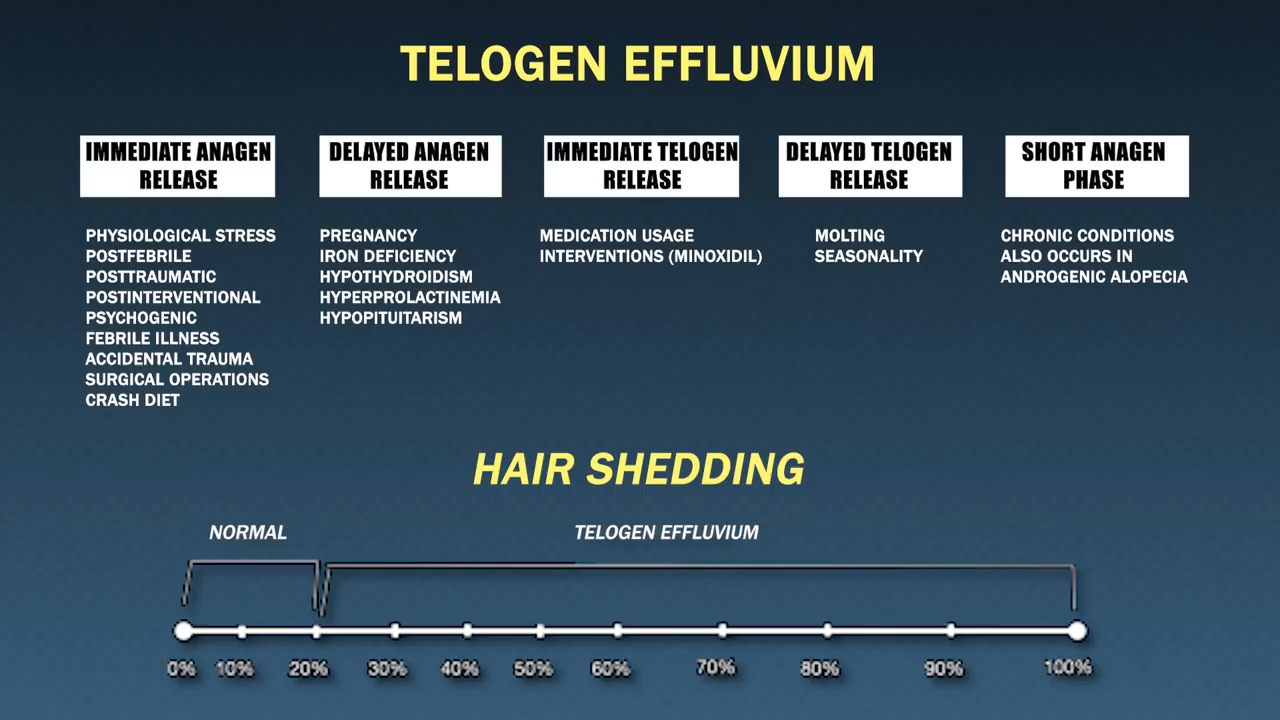 TELOGEN EFFLUVIUM
IMMEDIATE ANAGEN
RELEASE
PHYSIOLOGICAL STRESS
POSTFEBRILE
POSTTRAUMATIC
POSTINTERVENTIONAL
PSYCHOGENIC
FEBRILE ILLNESS
ACCIDENTAL TRAUMA
SURGICAL OPERATIONS
CRASH DIET
DELAYED ANAGEN
RELEASE
PREGNANCY
IRON DEFICIENCY
HYPOTHYDROIDISM
HYPERPROLACTINEMIA
HYPOPITUITARISM
IMMEDIATE TELOGEN
RELEASE
MEDICATION USAGE
INTERVENTIONS (MINOXIDIL)
DELAYED TELOGEN
RELEASE
MOLTING
SEASONALITY
SHORT ANAGEN
PHASE
CHRONIC CONDITIONS
ALSO OCCURS IN
ANDROGENIC ALOPECIA
HAIR SHEDDING
NORMAL
TELOGEN EFFLUVIUM
0% 10% 20% 30% 40% 50% 60% 70% 80% 90% 100%